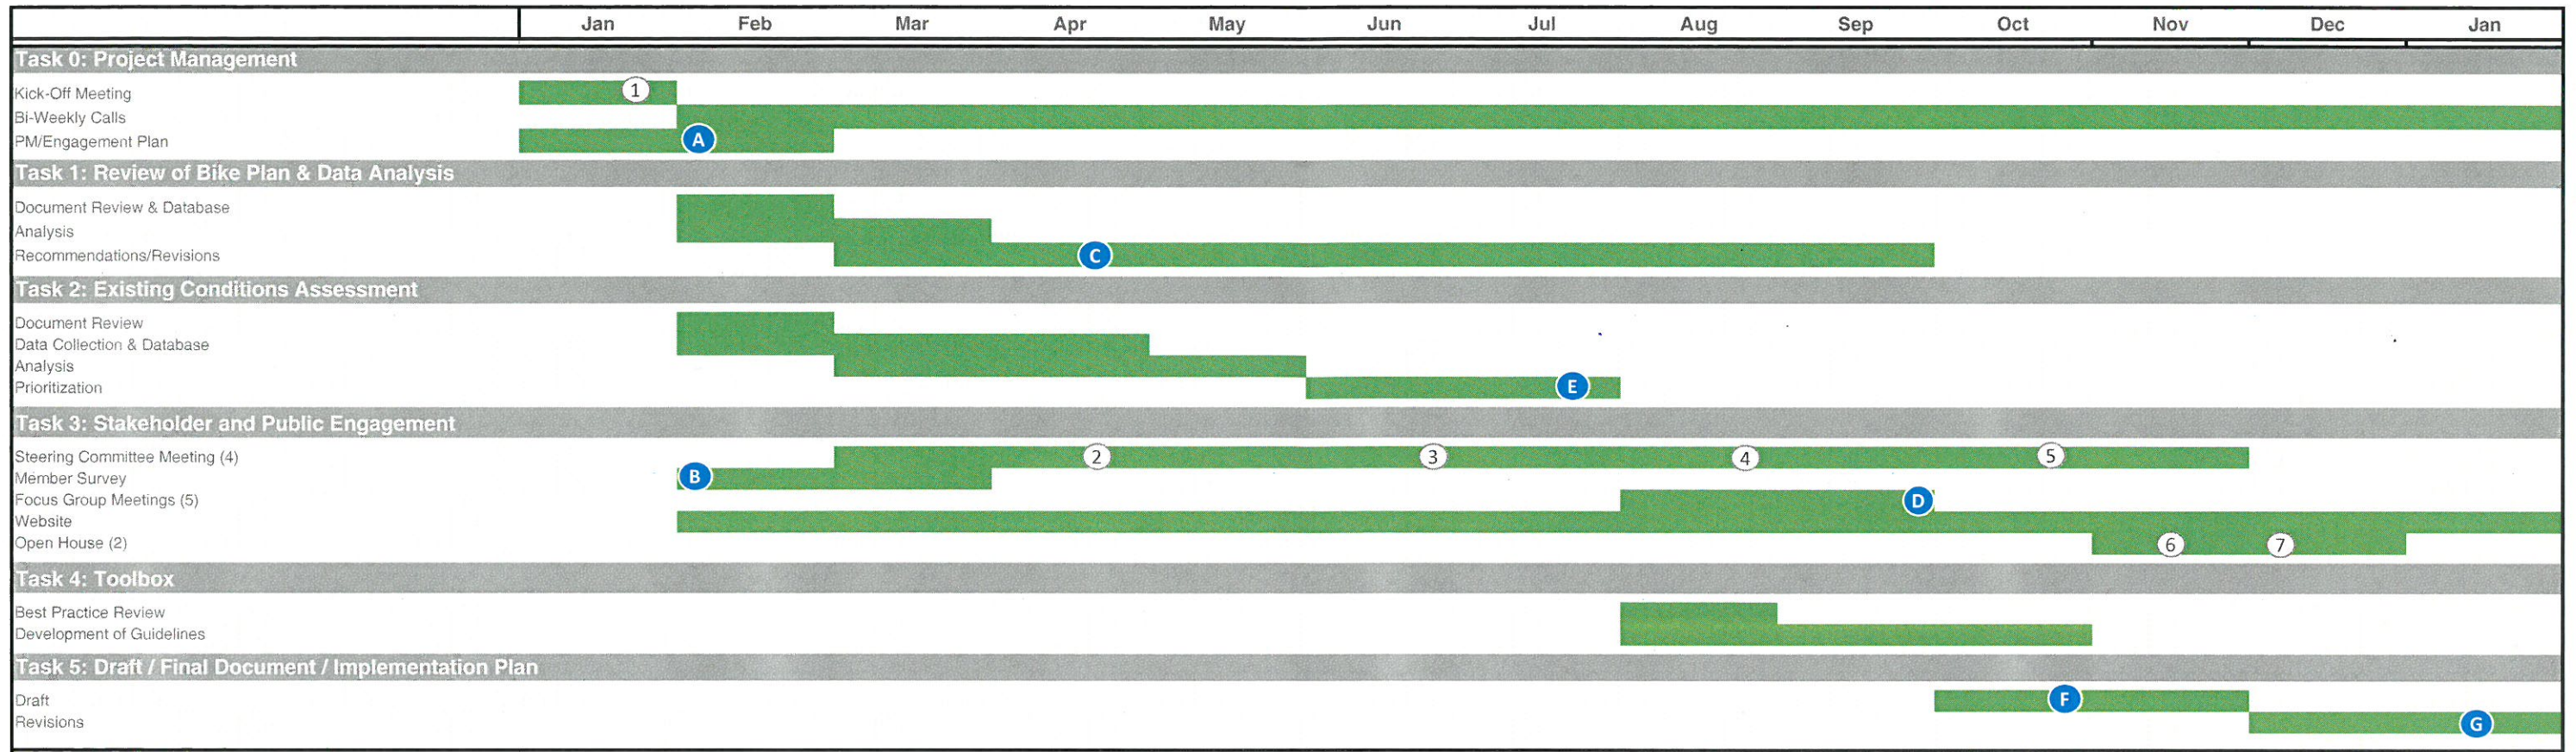 Jan Feb Mar Apr May Jun Jul Aug Sep Oct Nov Dec Jan
Task 0: Project Management
Kick-Off Meeting 1
Bi-Weekly Calls
PM/Engagement Plan A
Task 1: Review of Bike Plan & Data Analysis
Document Review & Database
Analysis
Recommendations/Revisions C
Task 2: Existing Conditions Assessment
Document Review
Data Collection & Database
Analysis
Prioritization E
Task 3: Stakeholder and Public Engagement
Steering Committee Meeting (4) 2 3 4 5
Member Survey B
Focus Group Meetings (5) D
Website
Open House (2) 6 7
Task 4: Toolbox
Best Practice Review
Development of Guidelines
Task 5: Draft / Final Document / Implementation Plan
Draft F
Revisions G